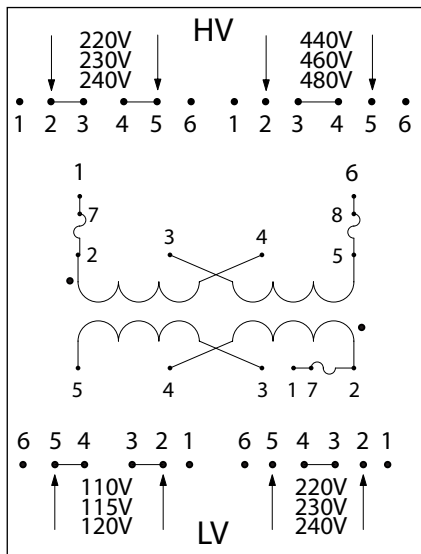 HV
220V 440V
230V 460V
240V 480V
1 2 3 4 5 6 1 2 3 4 5 6
1 6
7 8
2 3 4 5
5 4 3 1 7 2
6 5 4 3 2 1 6 5 4 3 2 1
110V 220V
115V 230V
120V 240V
LV